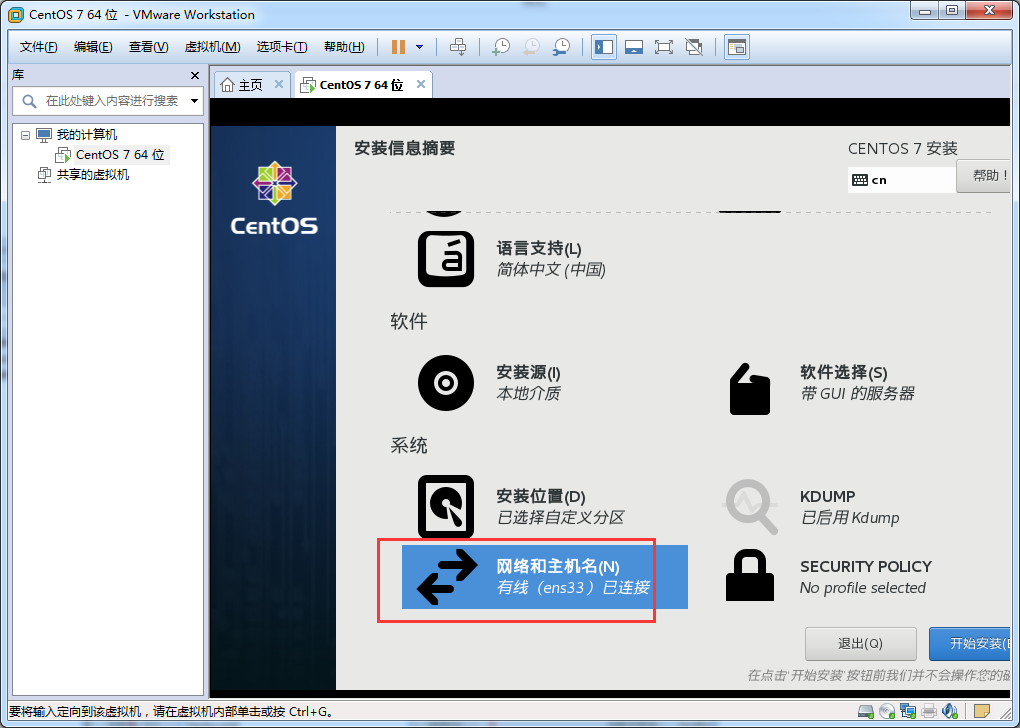 CentOS 7 64 位 - VMware Workstation
文件(F) 编辑(E) 查看(V) 虚拟机(M) 选项卡(T) 帮助(H)
库
在此处键入内容进行搜索
我的计算机
CentOS 7 64 位
共享的虚拟机
主页
CentOS 7 64 位
CentOS
安装信息摘要
CENTOS 7 安装
cn
帮助！
语言支持(L)
简体中文 (中国)
软件
安装源(I)
本地介质
软件选择(S)
带 GUI 的服务器
系统
安装位置(D)
已选择自定义分区
KDUMP
已启用 Kdump
网络和主机名(N)
有线（ens33）已连接
SECURITY POLICY
No profile selected
退出(Q)
开始安装(
在点击'开始安装'按钮前我们并不会操作您的
要将输入定向到该虚拟机，请在虚拟机内部单击或按 Ctrl+G。